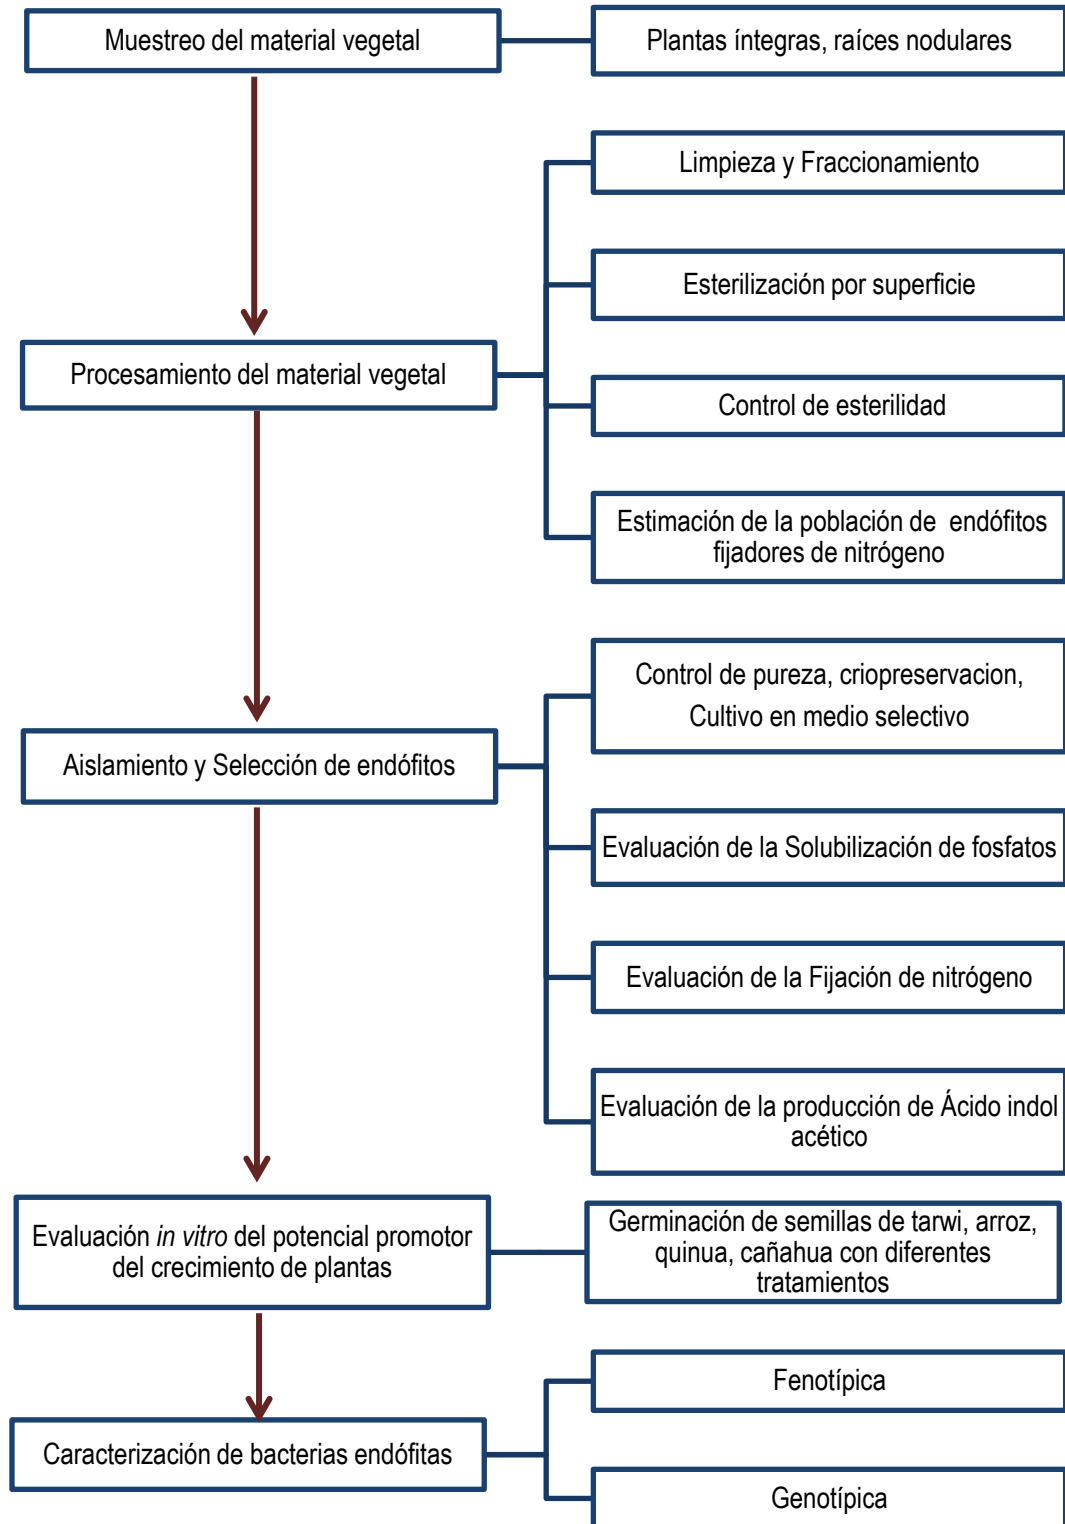 Muestreo del material vegetal
Plantas íntegras, raíces nodulares
Limpieza y Fraccionamiento
Esterilización por superficie
Procesamiento del material vegetal
Control de esterilidad
Estimación de la población de endófitos
fijadores de nitrógeno
Control de pureza, criopreservacion,
Cultivo en medio selectivo
Aislamiento y Selección de endófitos
Evaluación de la Solubilización de fosfatos
Evaluación de la Fijación de nitrógeno
Evaluación de la producción de Ácido indol
acético
Evaluación in vitro del potencial promotor
del crecimiento de plantas
Germinación de semillas de tarwi, arroz,
quinua, cañahua con diferentes
tratamientos
Fenotípica
Caracterización de bacterias endófitas
Genotípica